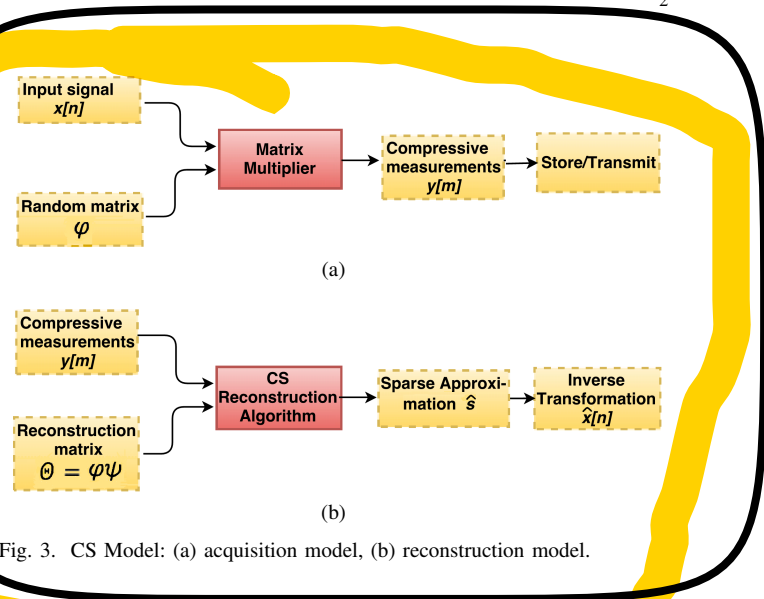 2
Input signal
x[n]
Random matrix
φ
Matrix
Multiplier
Compressive
measurements
y[m]
Store/Transmit
(a)
Compressive
measurements
y[m]
Reconstruction
matrix
Θ = φψ
CS
Reconstruction
Algorithm
Sparse Approxi-
mation ŝ
Inverse
Transformation
x̂[n]
(b)
Fig. 3. CS Model: (a) acquisition model, (b) reconstruction model.